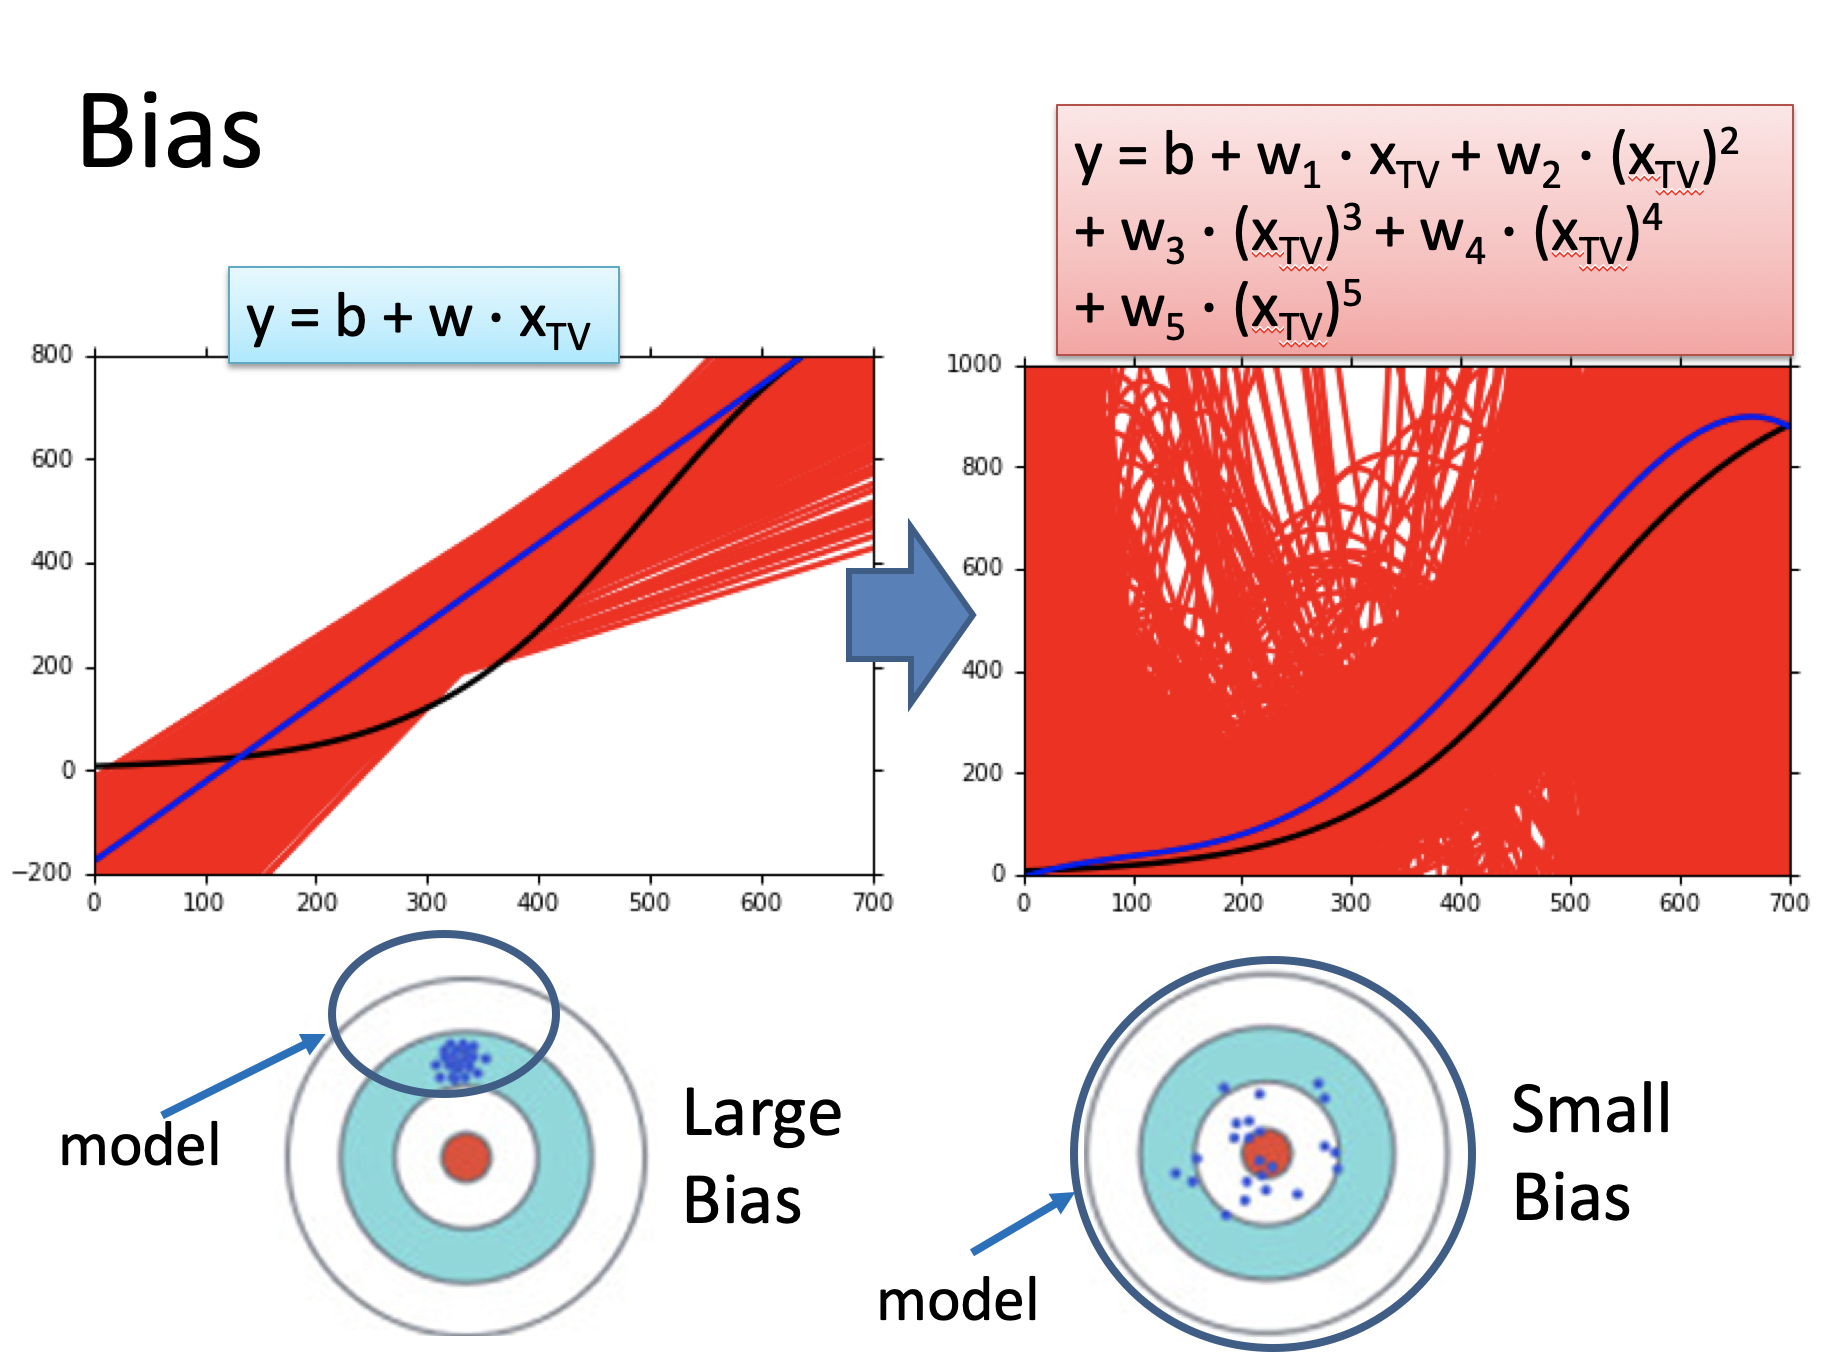 Bias
y = b + w₁ · x_TV + w₂ · (x_TV)²
+ w₃ · (x_TV)³ + w₄ · (x_TV)⁴
+ w₅ · (x_TV)⁵
y = b + w · x_TV
800
600
400
200
0
−200
0 100 200 300 400 500 600 700
1000
800
600
400
200
0
0 100 200 300 400 500 600 700
model
Large
Bias
model
Small
Bias